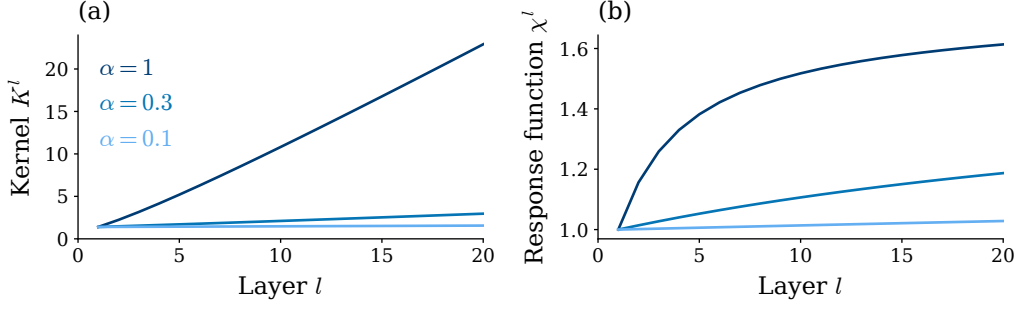 (a)
Kernel $K^l$
20
15
10
5
0
α = 1
α = 0.3
α = 0.1
0 5 10 15 20
Layer $l$
(b)
Response function $\chi^l$
1.6
1.4
1.2
1.0
0 5 10 15 20
Layer $l$